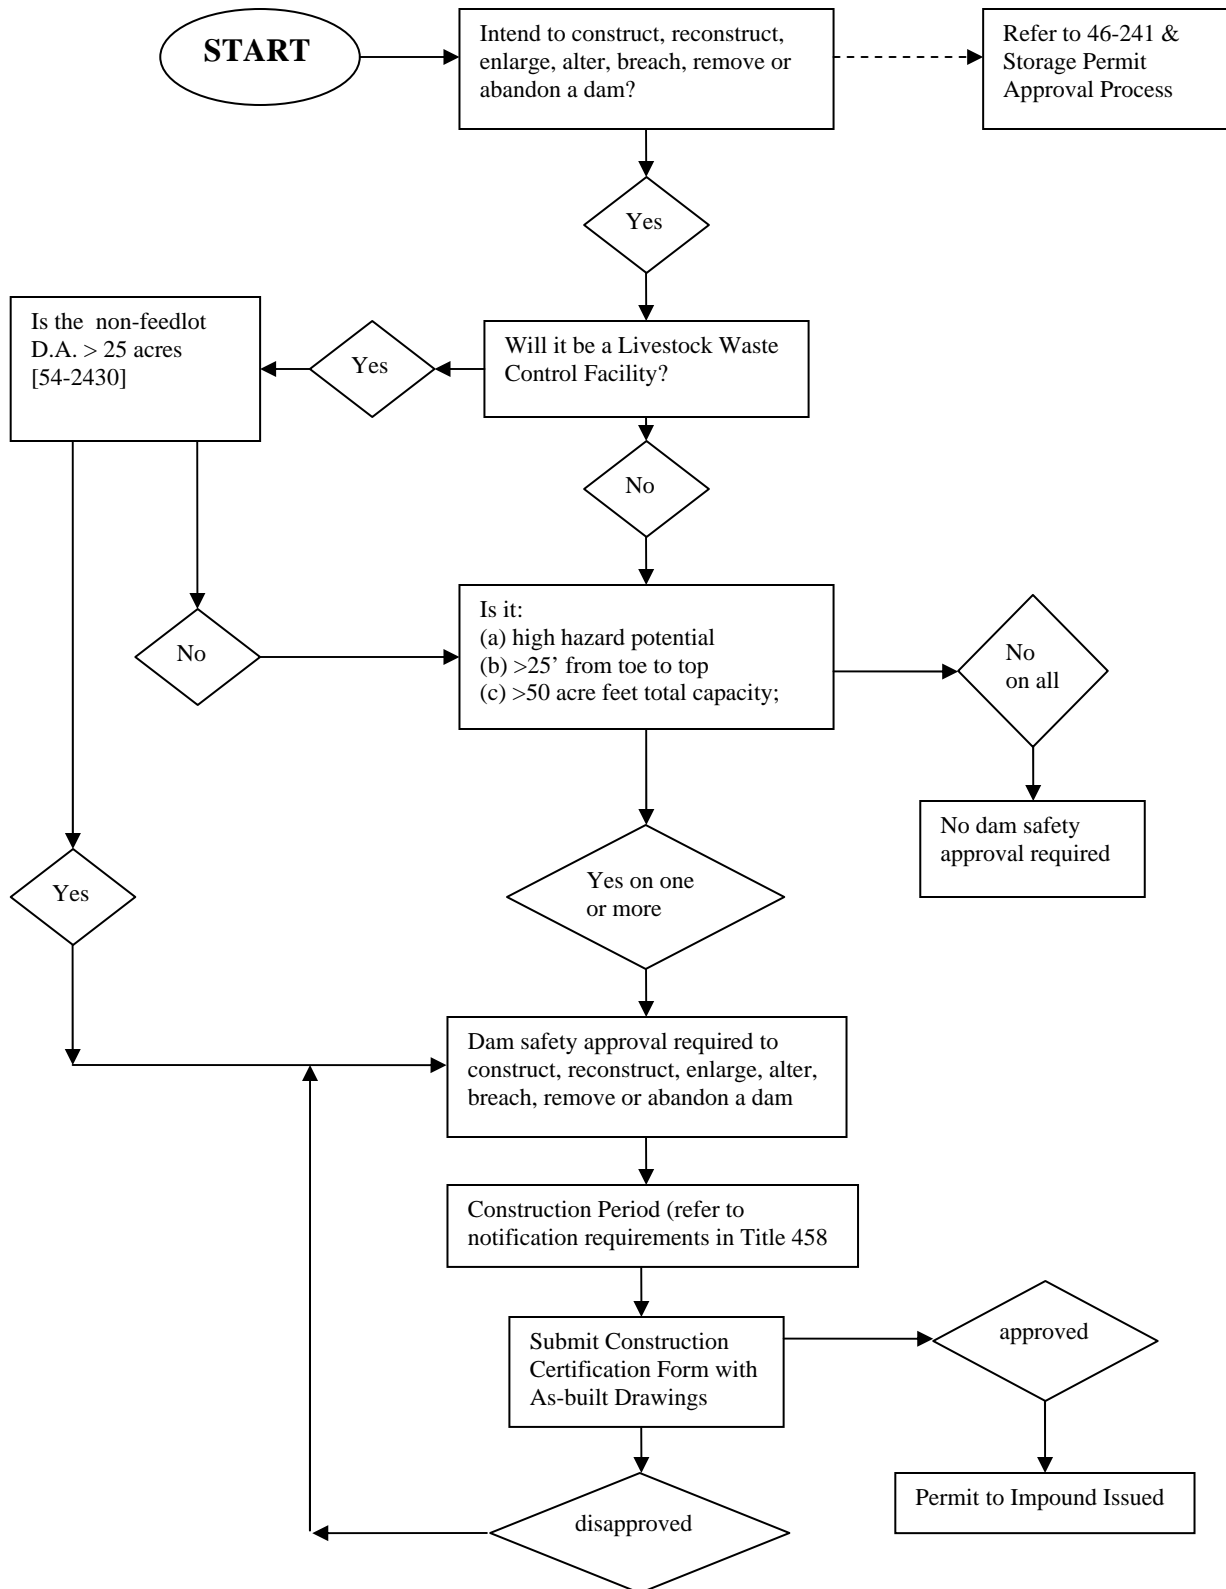 START
Intend to construct, reconstruct,
enlarge, alter, breach, remove or
abandon a dam?
Refer to 46-241 &
Storage Permit
Approval Process
Yes
Is the  non-feedlot
D.A. > 25 acres
[54-2430]
Yes
Will it be a Livestock Waste
Control Facility?
No
No
Is it:
(a) high hazard potential
(b) >25’ from toe to top
(c) >50 acre feet total capacity;
No
on all
No dam safety
approval required
Yes
Yes on one
or more
Dam safety approval required to
construct, reconstruct, enlarge, alter,
breach, remove or abandon a dam
Construction Period (refer to
notification requirements in Title 458
Submit Construction
Certification Form with
As-built Drawings
approved
Permit to Impound Issued
disapproved